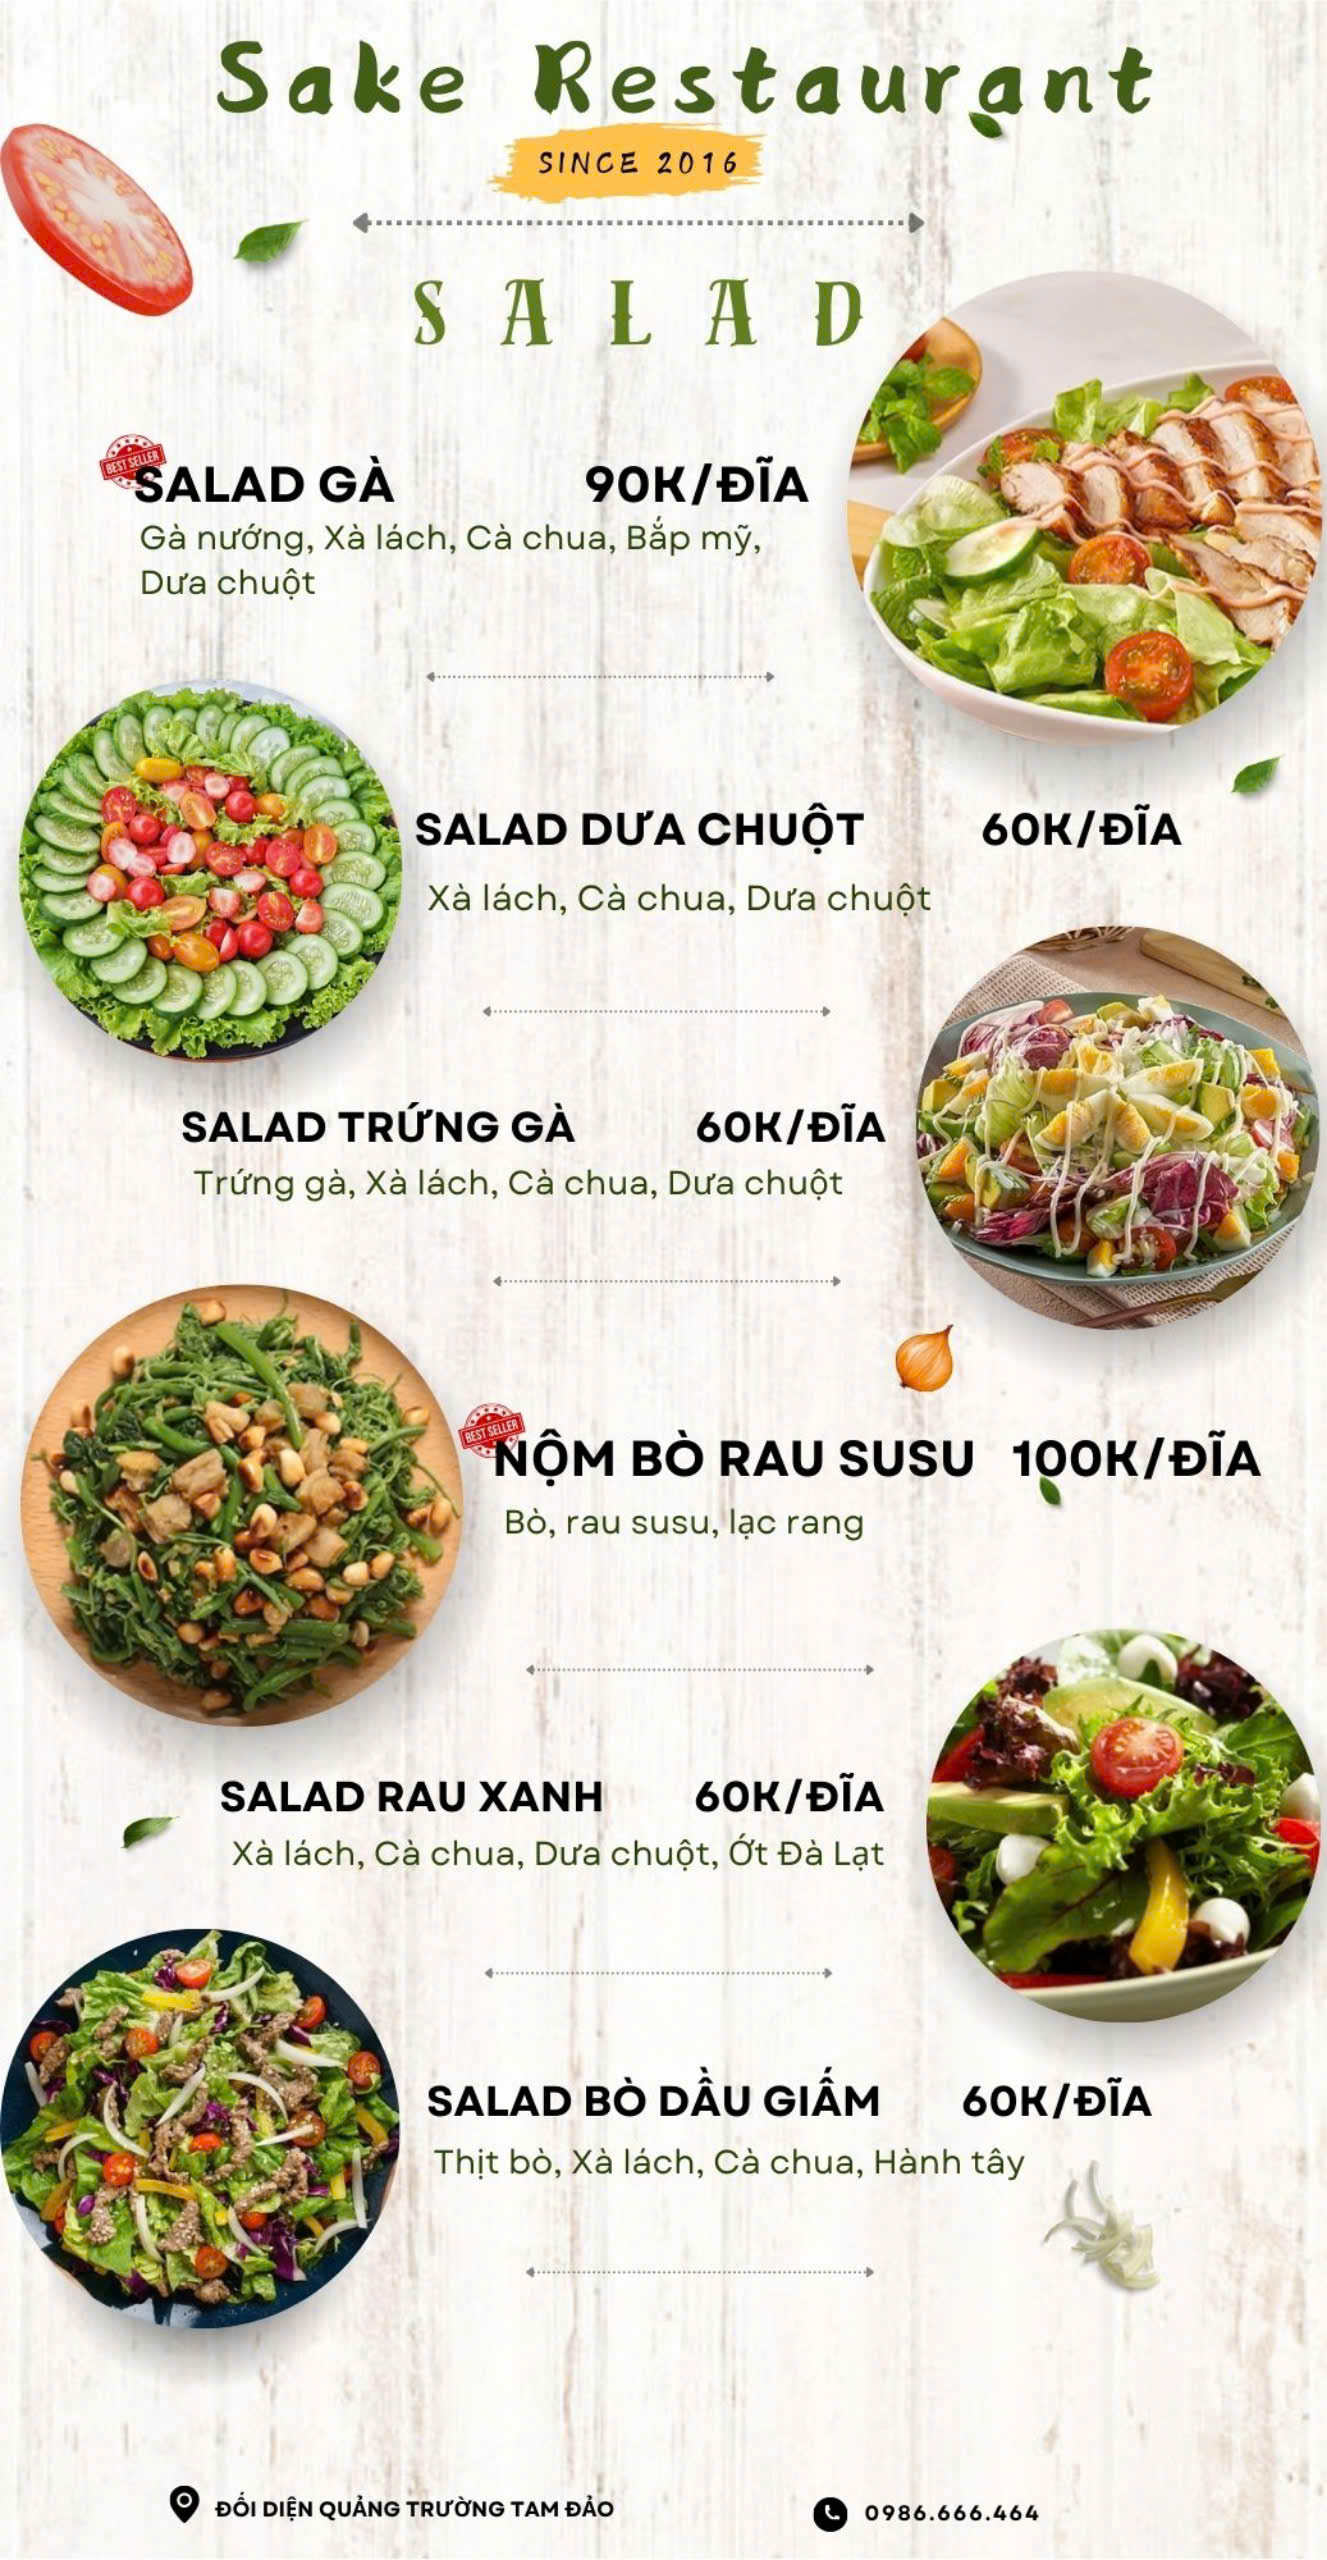 Sake Restaurant
SINCE 2016
SALAD
BEST SELLER
SALAD GÀ 90K/ĐĨA
Gà nướng, Xà lách, Cà chua, Bắp mỹ,
Dưa chuột
SALAD DƯA CHUỘT 60K/ĐĨA
Xà lách, Cà chua, Dưa chuột
SALAD TRỨNG GÀ 60K/ĐĨA
Trứng gà, Xà lách, Cà chua, Dưa chuột
BEST SELLER
NỘM BÒ RAU SUSU 100K/ĐĨA
Bò, rau susu, lạc rang
SALAD RAU XANH 60K/ĐĨA
Xà lách, Cà chua, Dưa chuột, Ớt Đà Lạt
SALAD BÒ DẦU GIẤM 60K/ĐĨA
Thịt bò, Xà lách, Cà chua, Hành tây
ĐỐI DIỆN QUẢNG TRƯỜNG TAM ĐẢO 0986.666.464